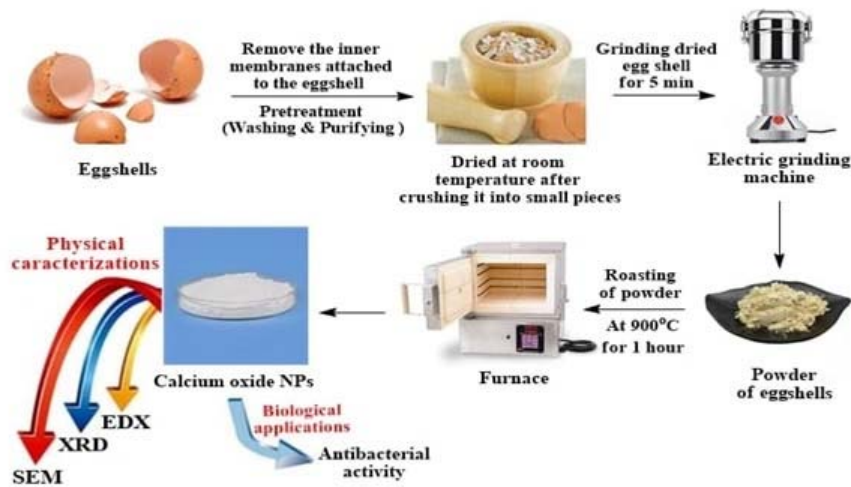 Remove the inner
membranes attached
to the eggshell
Pretreatment
(Washing & Purifying )
Eggshells
Dried at room
temperature after
crushing it into small pieces
Grinding dried
egg shell
for 5 min
Electric grinding
machine
Powder
of eggshells
Roasting
of powder
At 900°C
for 1 hour
Furnace
Calcium oxide NPs
Physical
caracterizations
EDX
XRD
SEM
Biological
applications
Antibacterial
activity